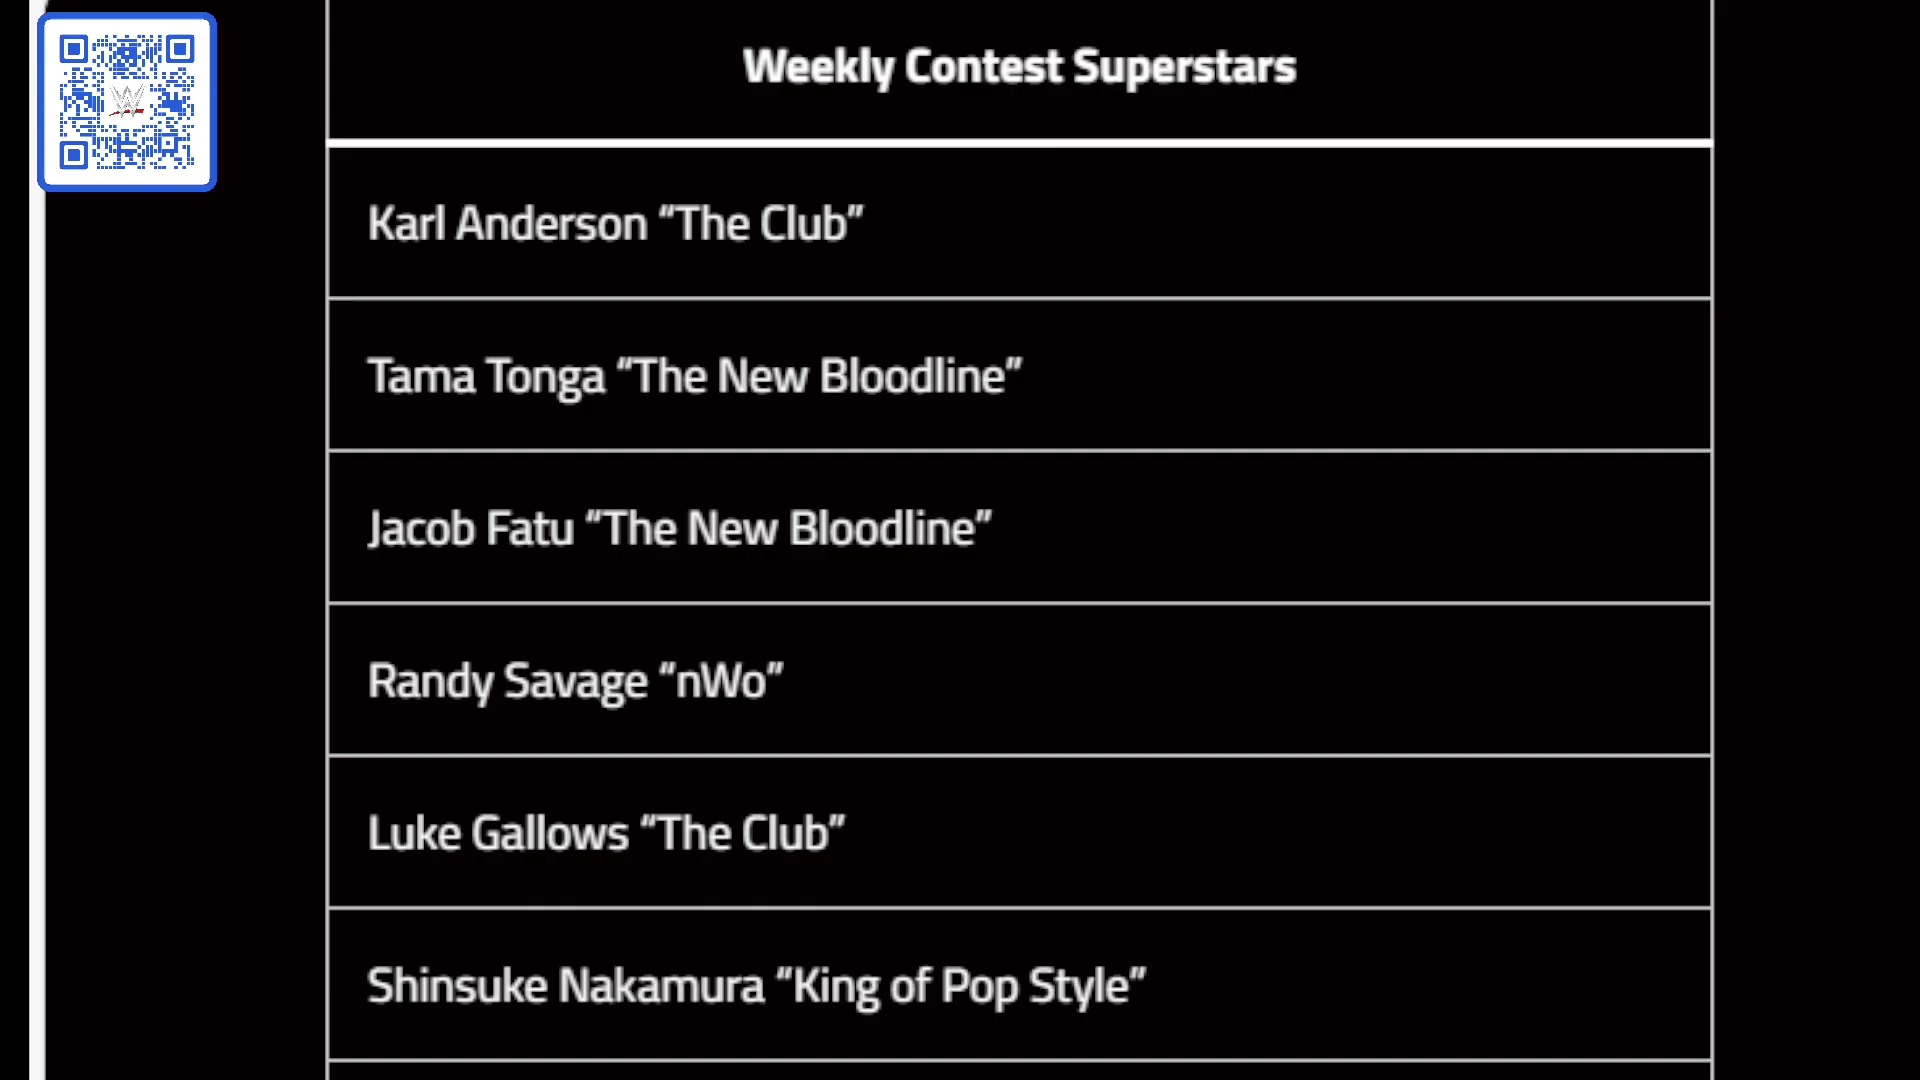 Weekly Contest Superstars
Karl Anderson “The Club”
Tama Tonga “The New Bloodline”
Jacob Fatu “The New Bloodline”
Randy Savage “nWo”
Luke Gallows “The Club”
Shinsuke Nakamura “King of Pop Style”